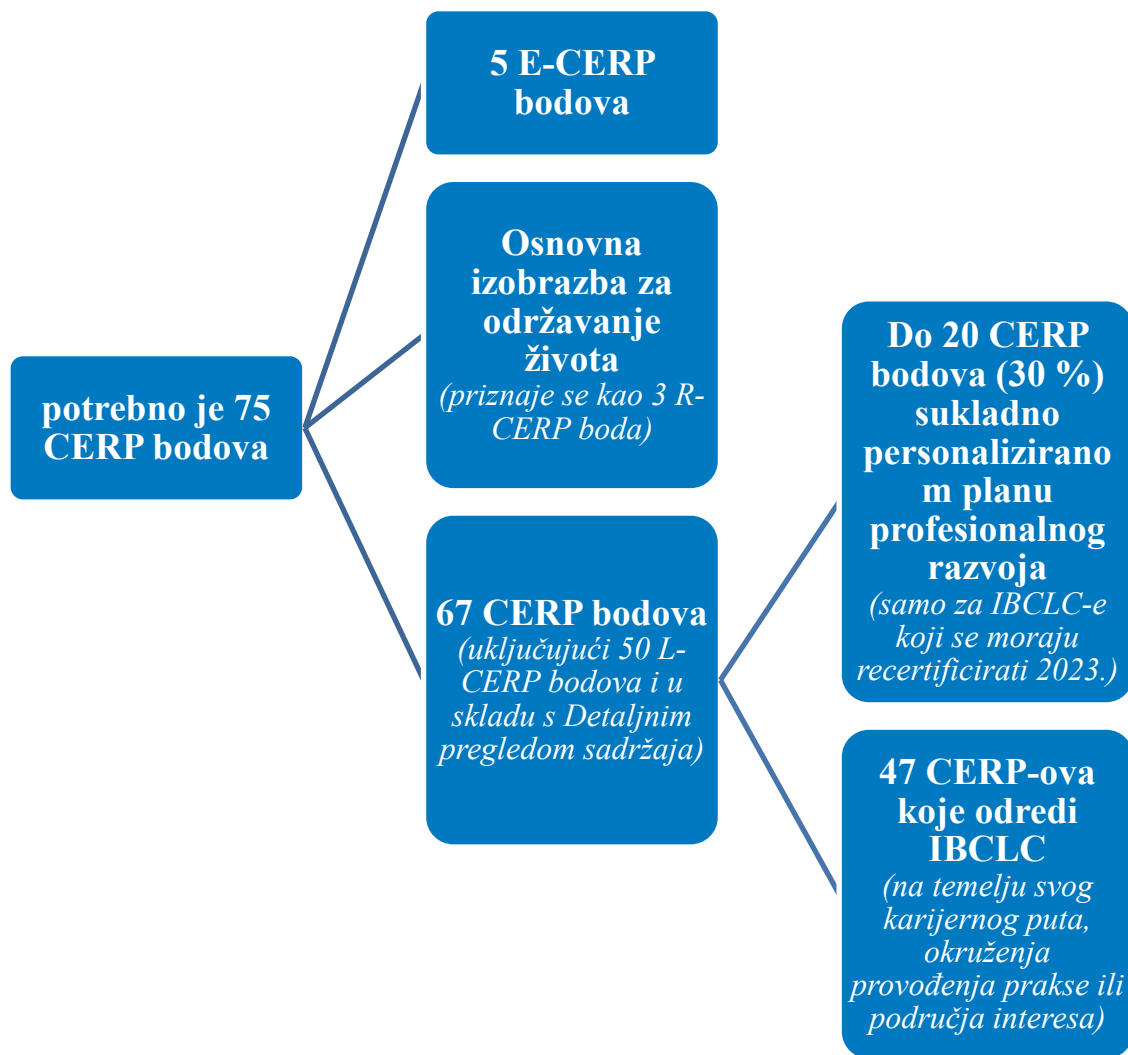 potrebno je 75
CERP bodova
5 E-CERP
bodova
Osnovna
izobrazba za
održavanje
života
(priznaje se kao 3 R-
CERP boda)
67 CERP bodova
(uključujući 50 L-
CERP bodova i u
skladu s Detaljnim
pregledom sadržaja)
Do 20 CERP
bodova (30 %)
sukladno
personalizirano
m planu
profesionalnog
razvoja
(samo za IBCLC-e
koji se moraju
recertificirati 2023.)
47 CERP-ova
koje odredi
IBCLC
(na temelju svog
karijernog puta,
okruženja
provođenja prakse ili
područja interesa)